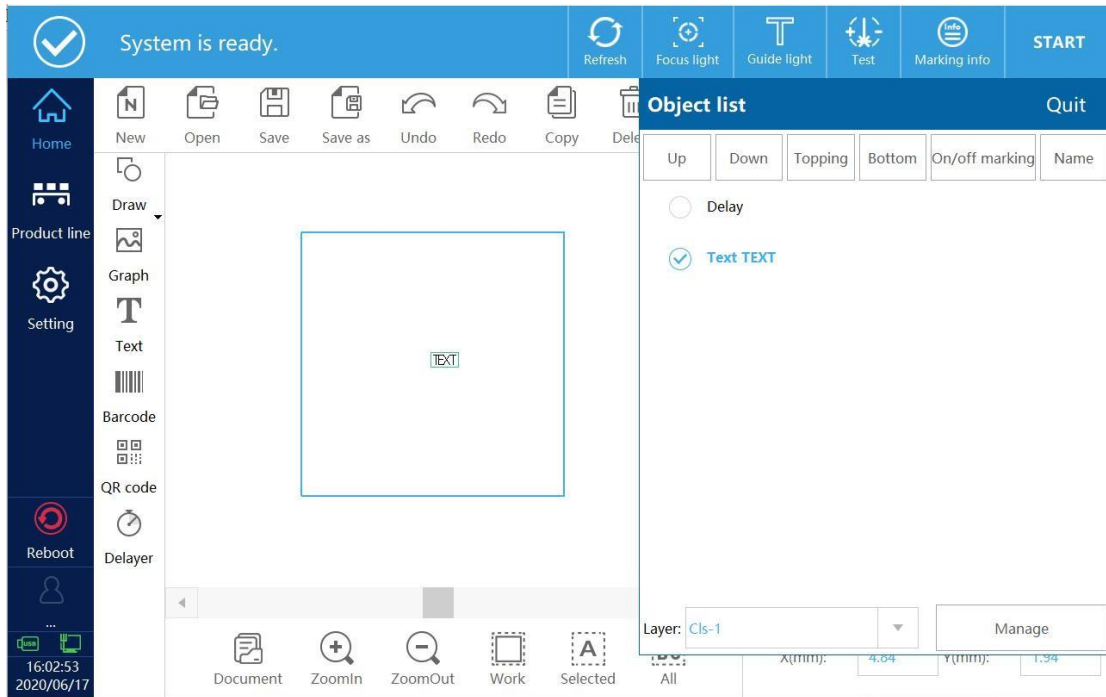 System is ready.
Refresh
Focus light
Guide light
Test
Info
Marking info
START
Home
Product line
Setting
Reboot
...
usb
16:02:53
2020/06/17
N
New
Open
Save
Save as
Undo
Redo
Copy
Dele
Draw
Graph
T
Text
Barcode
QR code
Delayer
TEXT
Object list
Quit
Up
Down
Topping
Bottom
On/off marking
Name
Delay
Text TEXT
Layer: Cls-1
Manage
Document
ZoomIn
ZoomOut
Work
A
Selected
All
X(mm): 4.84 Y(mm): 1.94